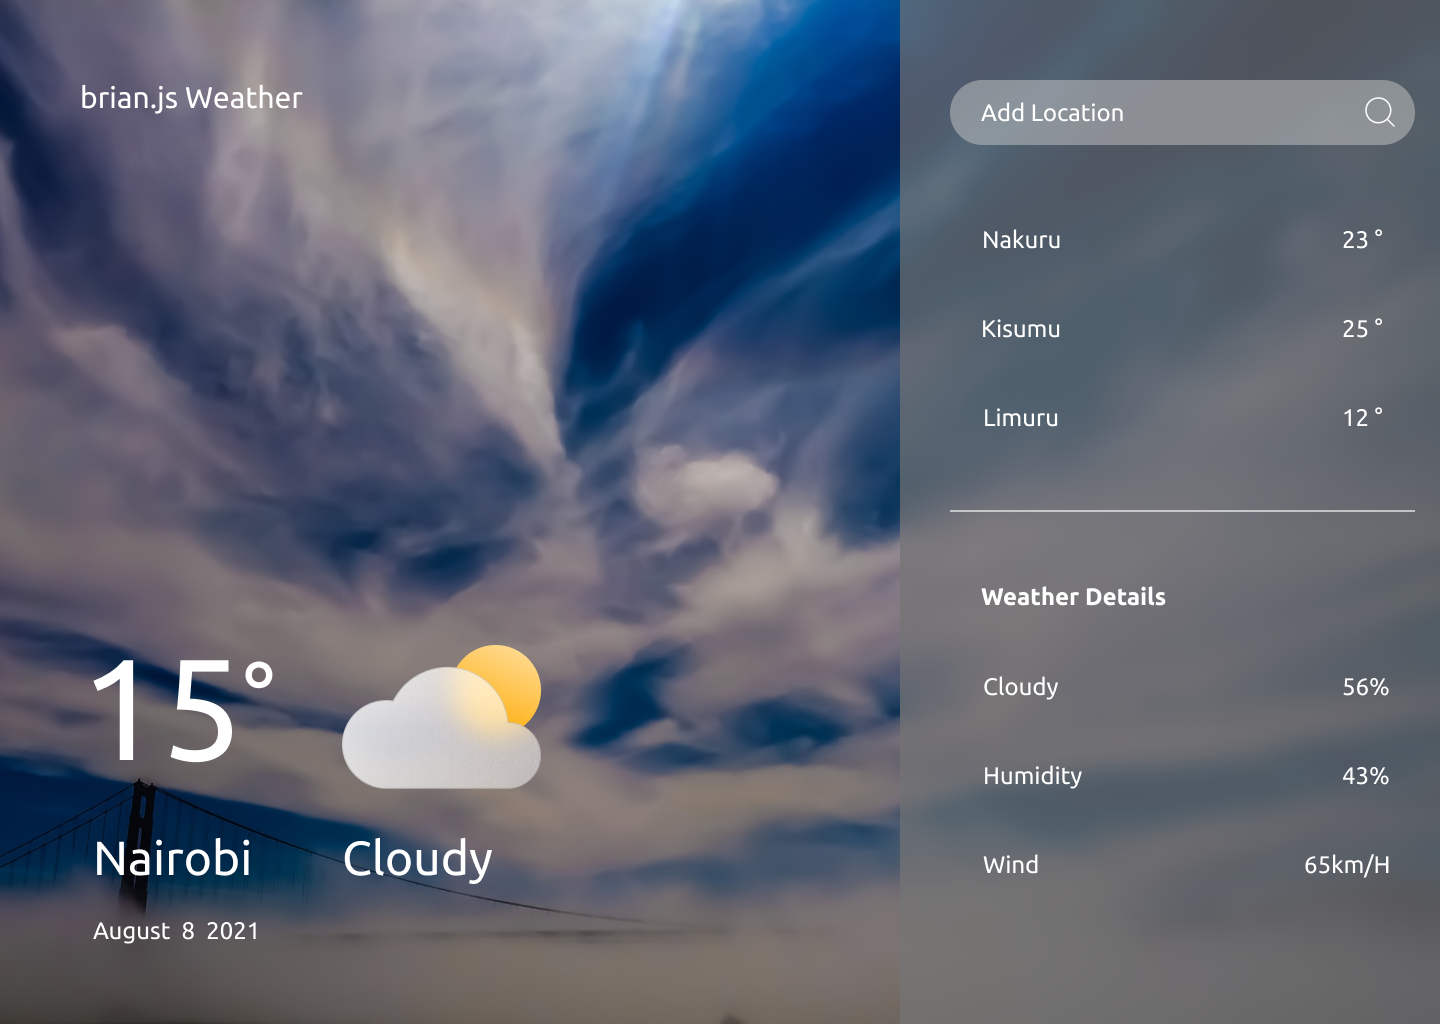 brian.js Weather
15°
Nairobi
Cloudy
August 8 2021
Add Location
Nakuru 23 °
Kisumu 25 °
Limuru 12 °
Weather Details
Cloudy 56%
Humidity 43%
Wind 65km/H